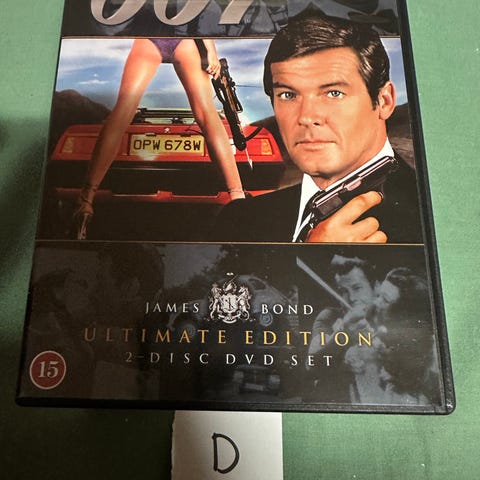 007
OPW 678W
JAMES BOND
ULTIMATE EDITION
2-DISC DVD SET
15
D